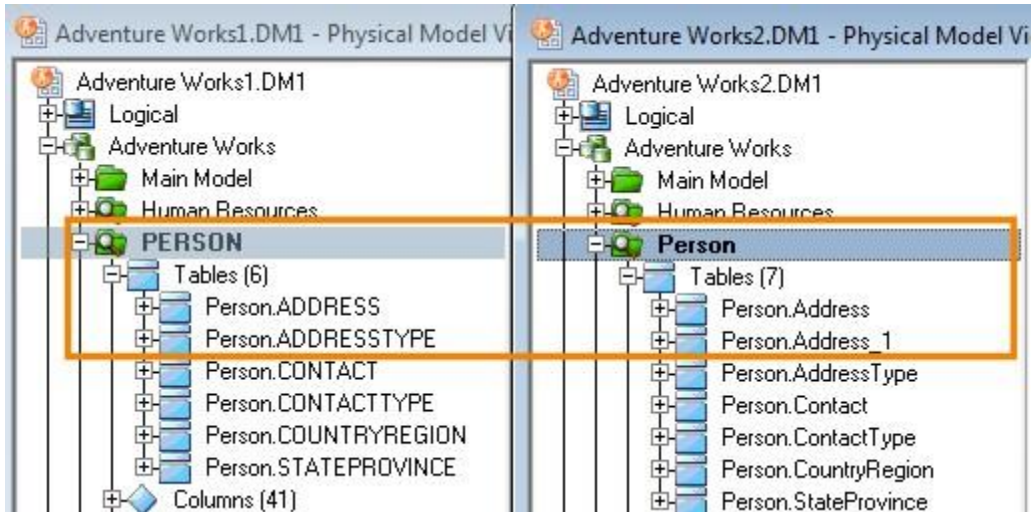 Adventure Works1.DM1 - Physical Model Vi
Adventure Works1.DM1
Logical
Adventure Works
Main Model
Human Resources
PERSON
Tables (6)
Person.ADDRESS
Person.ADDRESSTYPE
Person.CONTACT
Person.CONTACTTYPE
Person.COUNTRYREGION
Person.STATEPROVINCE
Columns (41)
Adventure Works2.DM1 - Physical Model Vi
Adventure Works2.DM1
Logical
Adventure Works
Main Model
Human Resources
Person
Tables (7)
Person.Address
Person.Address_1
Person.AddressType
Person.Contact
Person.ContactType
Person.CountryRegion
Person.StateProvince